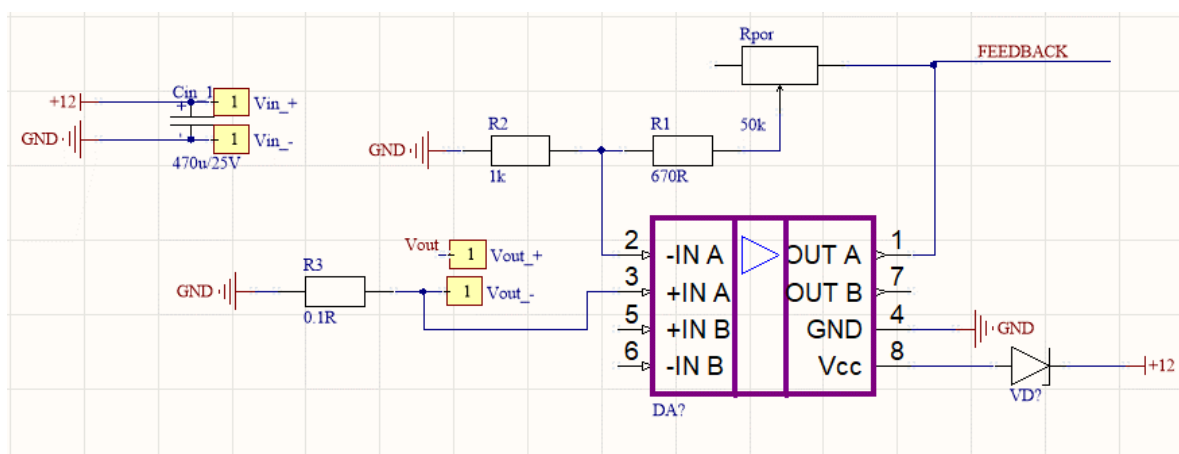 Rpor
FEEDBACK
50k
+12
Cin_1
+
1
Vin_+
GND
1
Vin_-
470u/25V
R2
R1
GND
1k
670R
Vout
1
Vout_+
R3
GND
1
Vout_-
0.1R
2
-IN A
OUT A
1
3
+IN A
OUT B
7
5
+IN B
GND
4
GND
6
-IN B
Vcc
8
+12
DA?
VD?